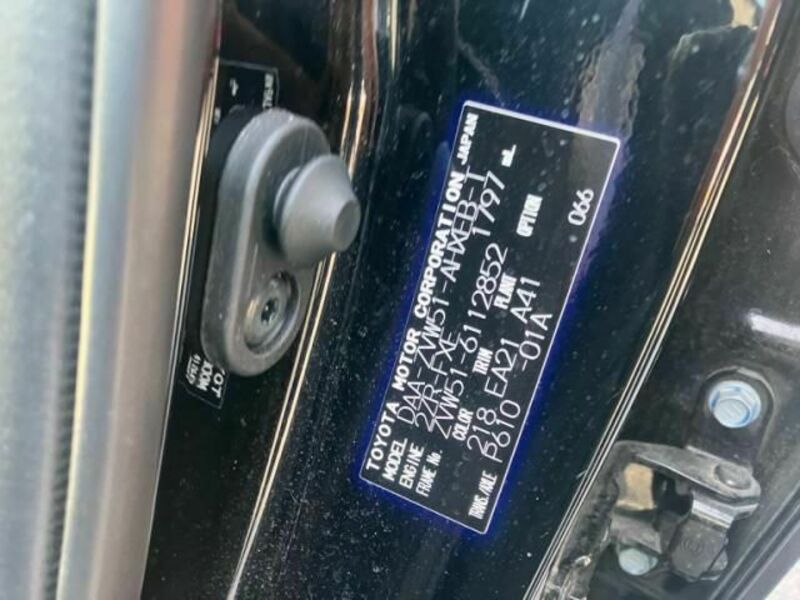 TOYOTA MOTOR CORPORATION JAPAN
MODEL DAA-ZVW51-AHXEB-T
ENGINE 2ZR-FXE 1797 mL
FRAME No. ZVW51-6112852
COLOR TRIM PLANT OPTION
218 EA21 A41
TRANS./AXLE P610 -01A
066